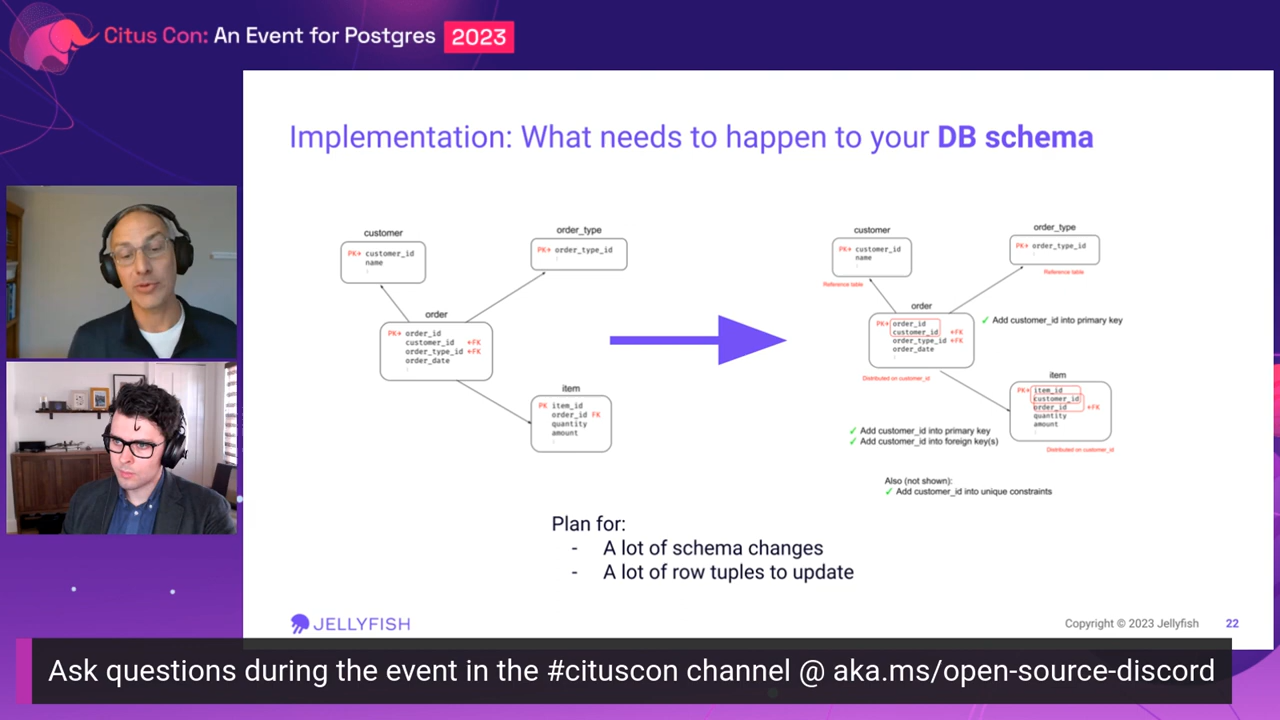 Citus Con: An Event for Postgres 2023
Implementation: What needs to happen to your DB schema
customer
PK* customer_id
name
order_type
PK* order_type_id
order
PK* order_id
customer_id *FK
order_type_id *FK
order_date
item
PK item_id
order_id FK
quantity
amount
customer
PK* customer_id
name
Reference table
order_type
PK* order_type_id
Reference table
order
PK* order_id
customer_id *FK
order_type_id *FK
order_date
Distributed on customer_id
✓ Add customer_id into primary key
item
PK* item_id
customer_id
order_id *FK
quantity
amount
Distributed on customer_id
✓ Add customer_id into primary key
✓ Add customer_id into foreign key(s)
Also (not shown):
✓ Add customer_id into unique constraints
Plan for:
- A lot of schema changes
- A lot of row tuples to update
JELLYFISH
Copyright © 2023 Jellyfish 22
Ask questions during the event in the #cituscon channel @ aka.ms/open-source-discord